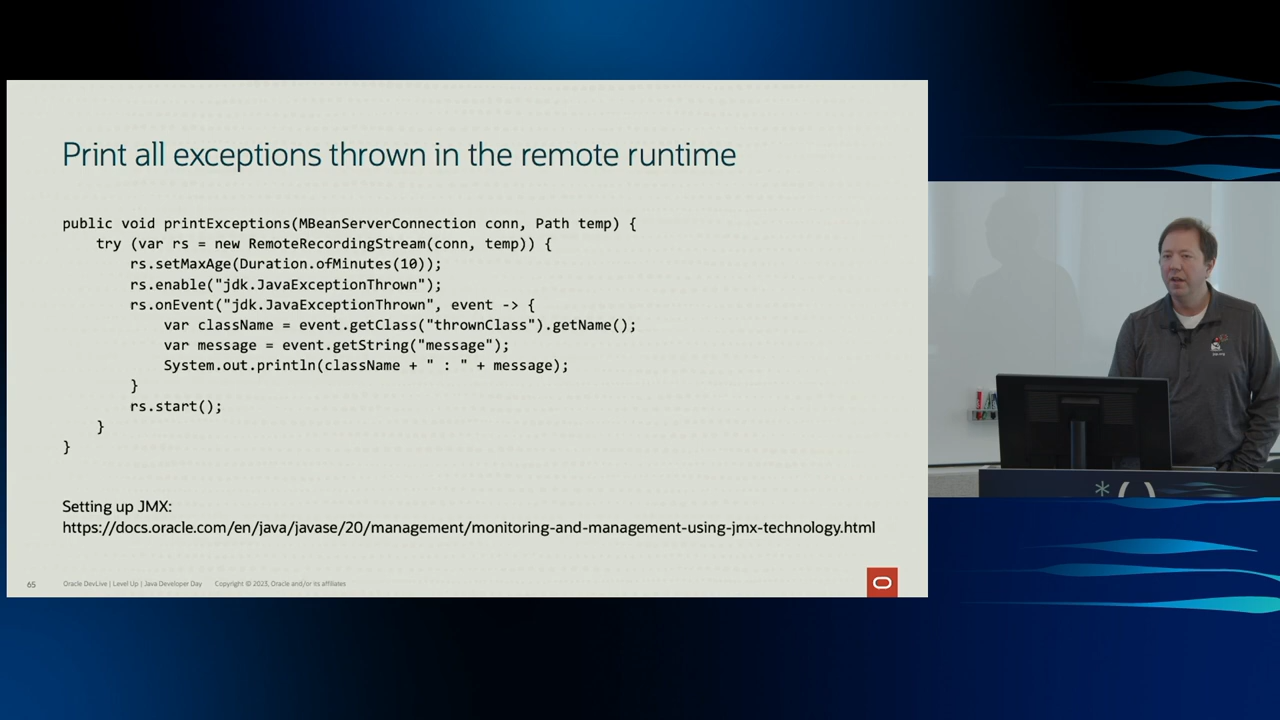 Print all exceptions thrown in the remote runtime
public void printExceptions(MBeanServerConnection conn, Path temp) {
    try (var rs = new RemoteRecordingStream(conn, temp)) {
        rs.setMaxAge(Duration.ofMinutes(10));
        rs.enable("jdk.JavaExceptionThrown");
        rs.onEvent("jdk.JavaExceptionThrown", event -> {
            var className = event.getClass("thrownClass").getName();
            var message = event.getString("message");
            System.out.println(className + " : " + message);
        }
        rs.start();
    }
}
Setting up JMX:
https://docs.oracle.com/en/java/javase/20/management/monitoring-and-management-using-jmx-technology.html
65 Oracle DevLive | Level Up | Java Developer Day Copyright © 2023, Oracle and/or its affiliates
*()